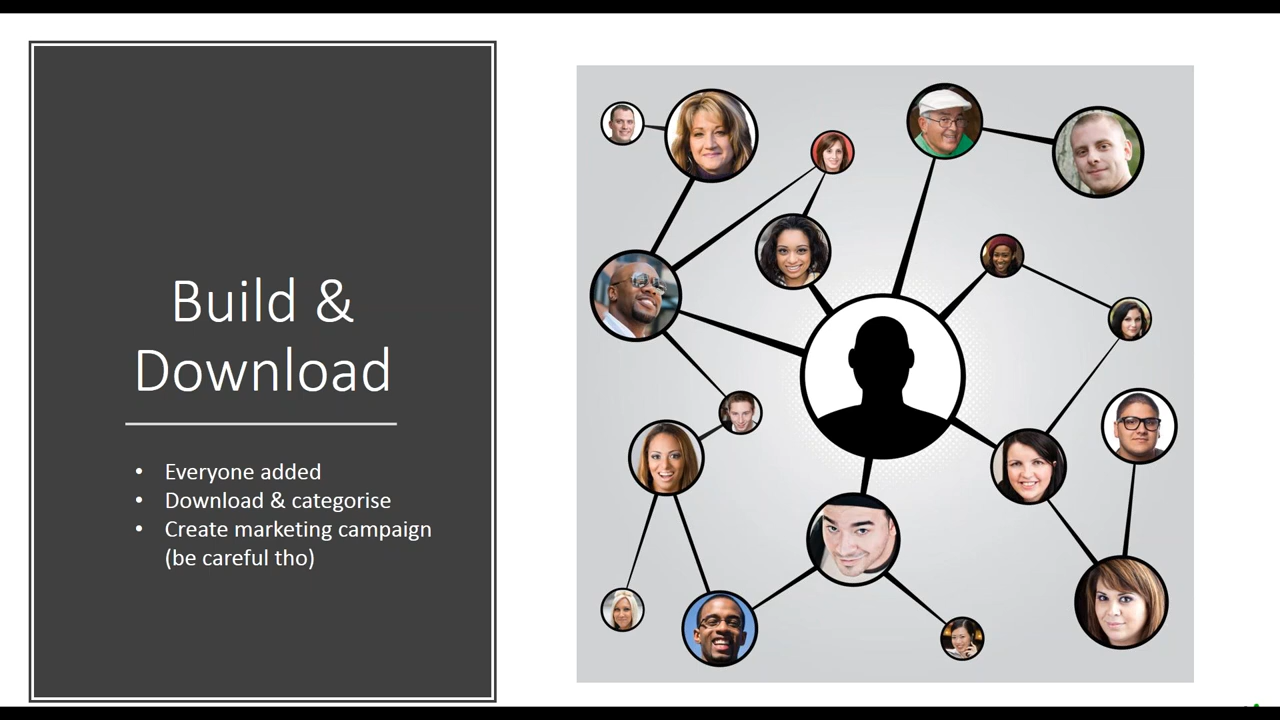 Build &
Download
• Everyone added
• Download & categorise
• Create marketing campaign
(be careful tho)